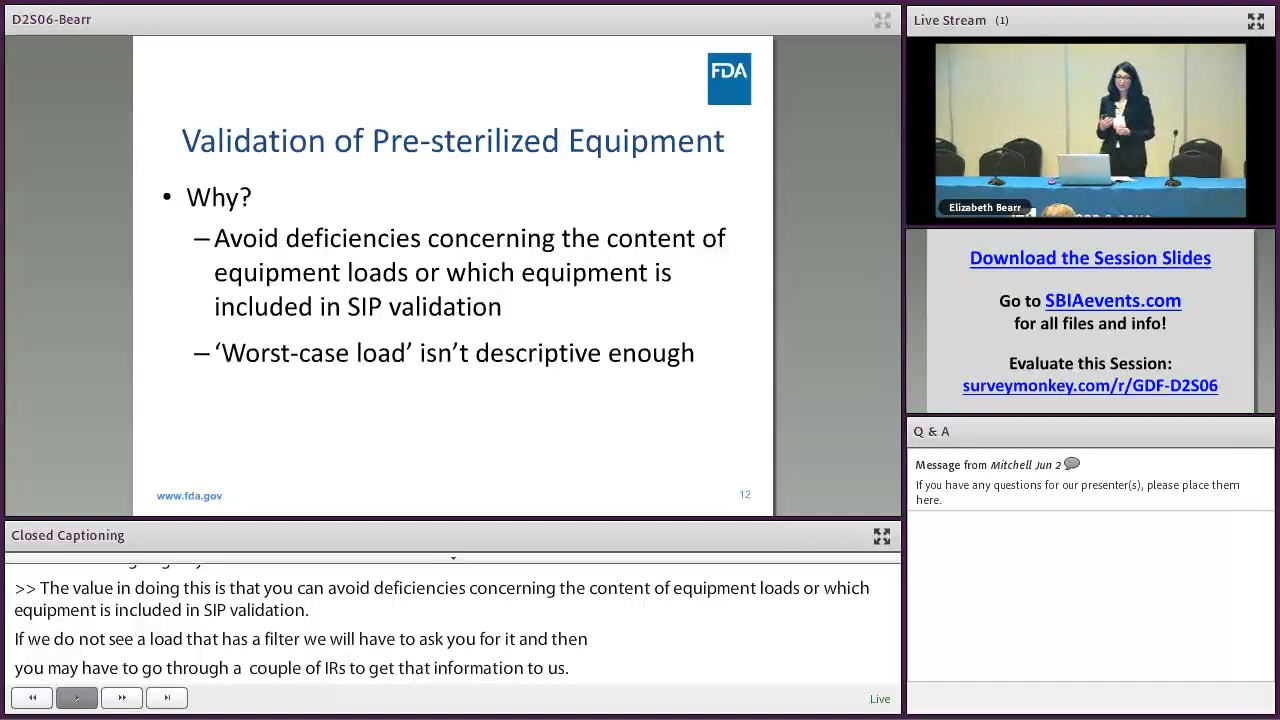 D2S06-Bearr
FDA
Validation of Pre-sterilized Equipment
• Why?
–Avoid deficiencies concerning the content of
equipment loads or which equipment is
included in SIP validation
– ‘Worst-case load’ isn’t descriptive enough
www.fda.gov
12
Closed Captioning
>> The value in doing this is that you can avoid deficiencies concerning the content of equipment loads or which
equipment is included in SIP validation.
If we do not see a load that has a filter we will have to ask you for it and then
you may have to go through a couple of IRs to get that information to us.
Live
Live Stream (1)
Elizabeth Bearr
Download the Session Slides
Go to SBIAevents.com
for all files and info!
Evaluate this Session:
surveymonkey.com/r/GDF-D2S06
Q & A
Message from Mitchell Jun 2
If you have any questions for our presenter(s), please place them
here.